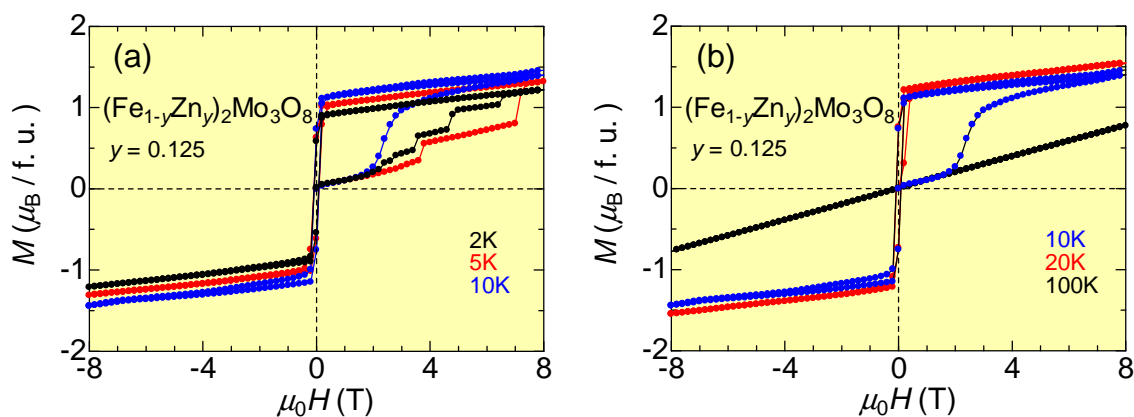 (a)
(Fe1-yZny)2Mo3O8
y = 0.125
2K
5K
10K
2
1
0
-1
-2
-8
-4
0
4
8
M (μB / f. u.)
μ0H (T)
(b)
(Fe1-yZny)2Mo3O8
y = 0.125
10K
20K
100K
2
1
0
-1
-2
-8
-4
0
4
8
M (μB / f. u.)
μ0H (T)